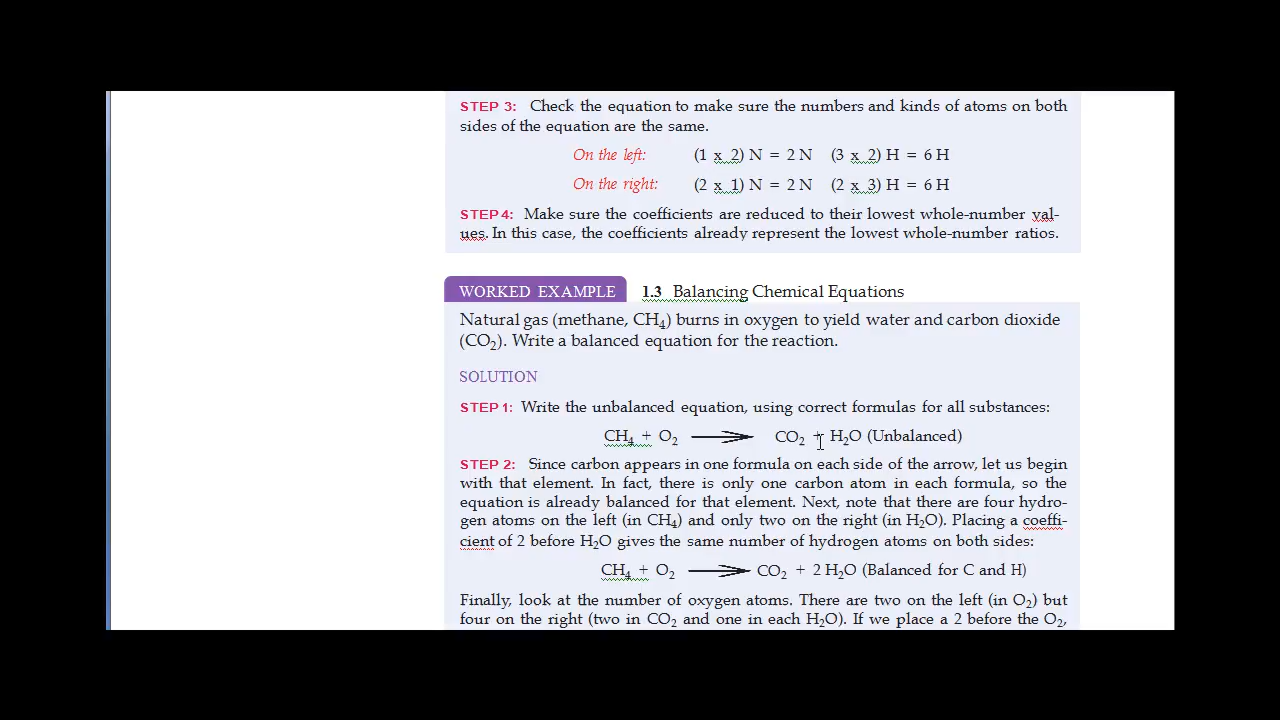 STEP 3: Check the equation to make sure the numbers and kinds of atoms on both
sides of the equation are the same.
On the left: (1 x 2) N = 2 N (3 x 2) H = 6 H
On the right: (2 x 1) N = 2 N (2 x 3) H = 6 H
STEP 4: Make sure the coefficients are reduced to their lowest whole-number val-
ues. In this case, the coefficients already represent the lowest whole-number ratios.
WORKED EXAMPLE 1.3 Balancing Chemical Equations
Natural gas (methane, CH₄) burns in oxygen to yield water and carbon dioxide
(CO₂). Write a balanced equation for the reaction.
SOLUTION
STEP 1: Write the unbalanced equation, using correct formulas for all substances:
CH₄ + O₂ ⟶ CO₂ + H₂O (Unbalanced)
STEP 2: Since carbon appears in one formula on each side of the arrow, let us begin
with that element. In fact, there is only one carbon atom in each formula, so the
equation is already balanced for that element. Next, note that there are four hydro-
gen atoms on the left (in CH₄) and only two on the right (in H₂O). Placing a coeffi-
cient of 2 before H₂O gives the same number of hydrogen atoms on both sides:
CH₄ + O₂ ⟶ CO₂ + 2 H₂O (Balanced for C and H)
Finally, look at the number of oxygen atoms. There are two on the left (in O₂) but
four on the right (two in CO₂ and one in each H₂O). If we place a 2 before the O₂,